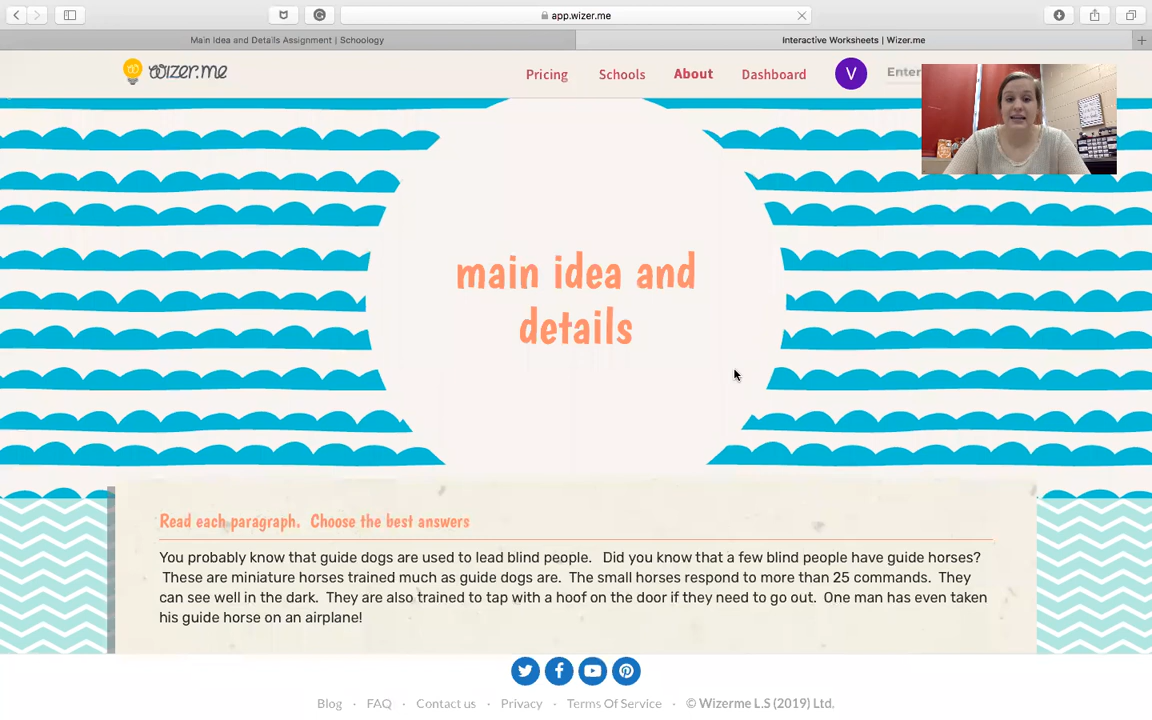 app.wizer.me
Main Idea and Details Assignment | Schoology
Interactive Worksheets | Wizer.me
wizer.me
Pricing
Schools
About
Dashboard
V
Enter
main idea and
details
Read each paragraph. Choose the best answers
You probably know that guide dogs are used to lead blind people. Did you know that a few blind people have guide horses?
These are miniature horses trained much as guide dogs are. The small horses respond to more than 25 commands. They
can see well in the dark. They are also trained to tap with a hoof on the door if they need to go out. One man has even taken
his guide horse on an airplane!
Blog · FAQ · Contact us · Privacy · Terms Of Service · © Wizerme L.S (2019) Ltd.